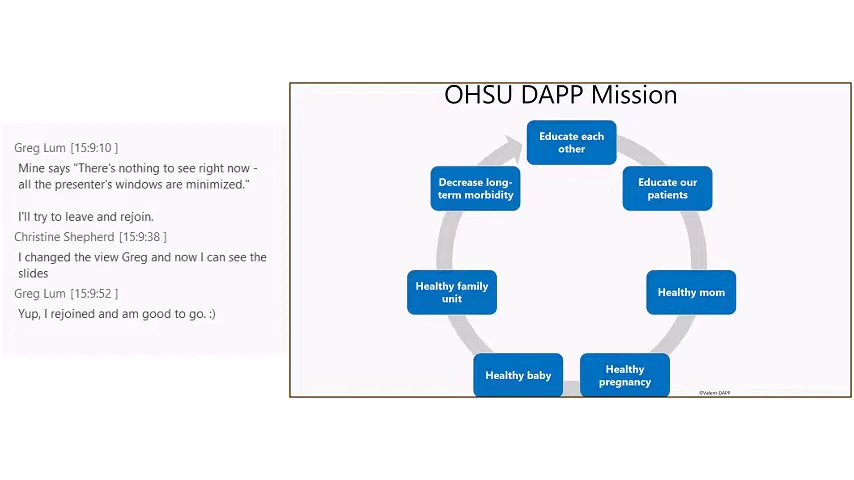 Greg Lum [15:9:10 ]
Mine says "There's nothing to see right now -
all the presenter's windows are minimized."
I'll try to leave and rejoin.
Christine Shepherd [15:9:38 ]
I changed the view Greg and now I can see the
slides
Greg Lum [15:9:52 ]
Yup, I rejoined and am good to go. :)
OHSU DAPP Mission
Educate each
other
Educate our
patients
Healthy mom
Healthy
pregnancy
Healthy baby
Healthy family
unit
Decrease long-
term morbidity
©Valent-DAPP